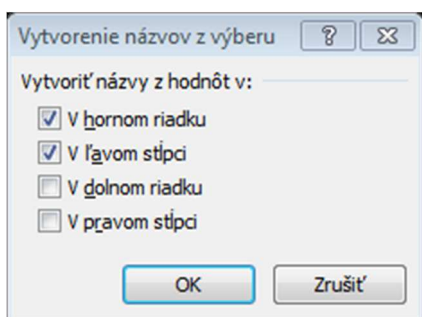 Vytvorenie názvov z výberu
Vytvoriť názvy z hodnôt v:
V hornom riadku
V ľavom stĺpci
V dolnom riadku
V pravom stĺpci
OK Zrušiť